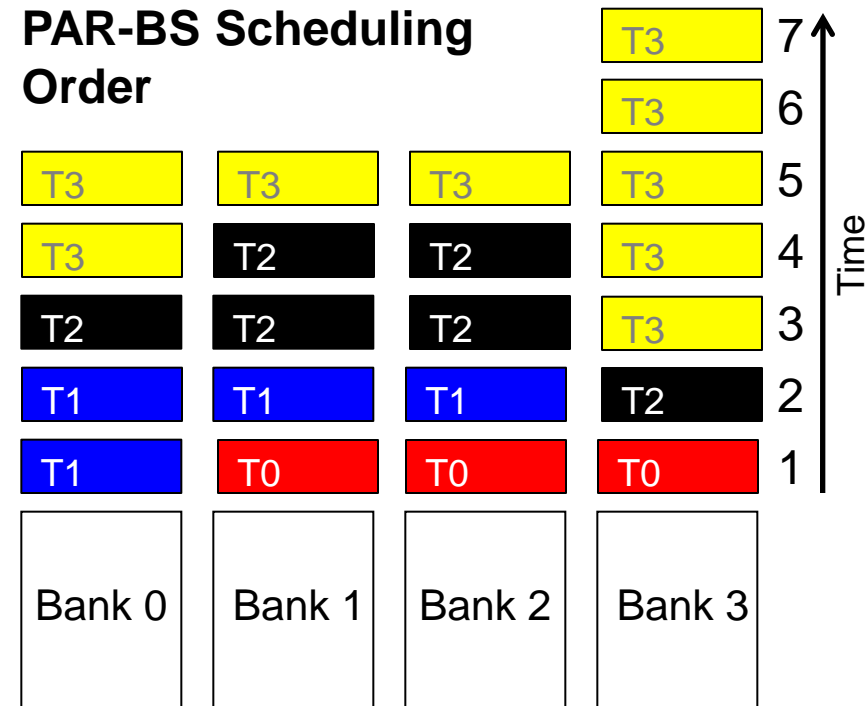 PAR-BS Scheduling
Order
T3 7
T3 6
T3 T3 T3 T3 5
T3 T2 T2 T3 4
T2 T2 T2 T3 3
T1 T1 T1 T2 2
T1 T0 T0 T0 1
Time
Bank 0 Bank 1 Bank 2 Bank 3